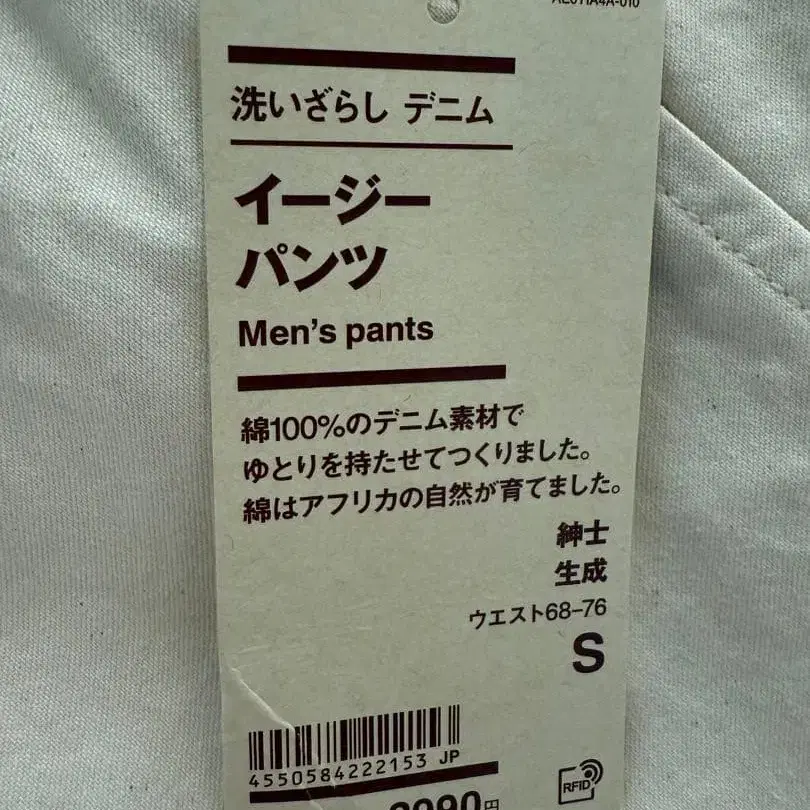 洗いざらし デニム
イージー
パンツ
Men's pants
綿100%のデニム素材で
ゆとりを持たせてつくりました。
綿はアフリカの自然が育てました。
紳士
生成
ウエスト68-76
S
4550584222153 JP
RFID